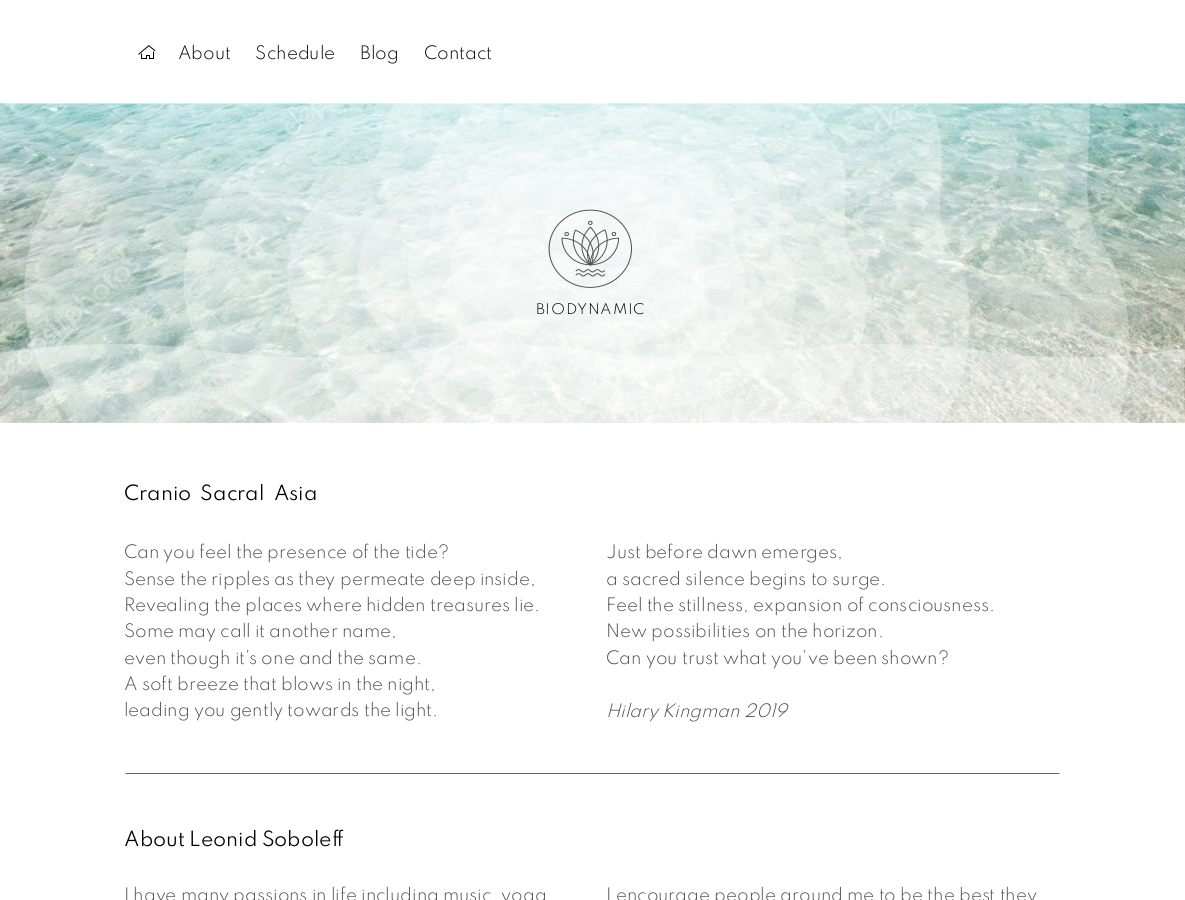 About
Schedule
Blog
Contact
BIODYNAMIC
Cranio Sacral Asia
Can you feel the presence of the tide?
Sense the ripples as they permeate deep inside,
Revealing the places where hidden treasures lie.
Some may call it another name,
even though it's one and the same.
A soft breeze that blows in the night,
leading you gently towards the light.
Just before dawn emerges,
a sacred silence begins to surge.
Feel the stillness, expansion of consciousness.
New possibilities on the horizon.
Can you trust what you've been shown?
Hilary Kingman 2019
About Leonid Soboleff
I have many passions in life including music, yoga
I encourage people around me to be the best they